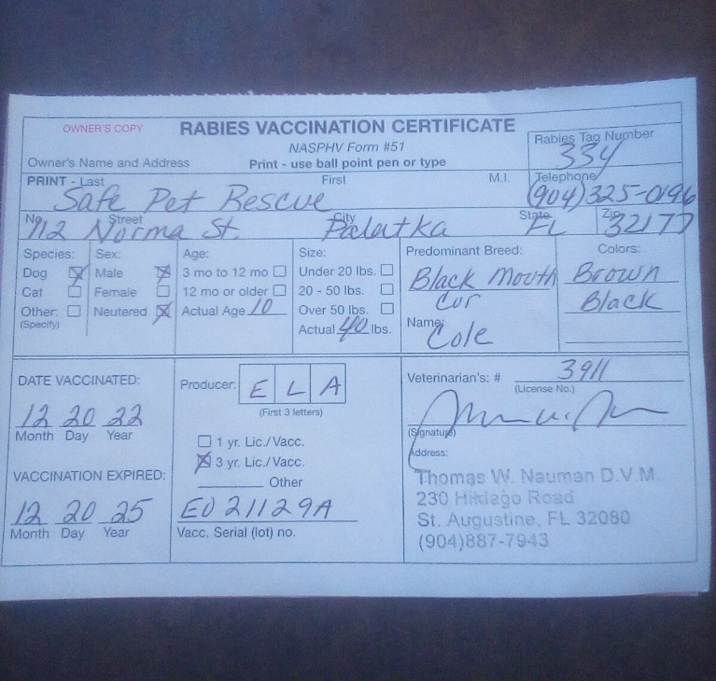 OWNER'S COPY
RABIES VACCINATION CERTIFICATE
NASPHV Form #51
Rabies Tag Number
334
Owner's Name and Address
Print - use ball point pen or type
PRINT - Last First M.I. Telephone
Safe Pet Rescue (904)325-0196
No. Street City State Zip
712 Norma St. Palatka FL 32177
Species: Sex: Age: Size: Predominant Breed: Colors:
Dog Male 3 mo to 12 mo Under 20 lbs. Black Mouth Brown
Cat Female 12 mo or older 20 - 50 lbs. Cur Black
Other: Neutered Actual Age 10 Over 50 lbs.
(Specify) Actual 40 lbs. Name: Cole
DATE VACCINATED: Producer: ELA Veterinarian's: # 3911
(First 3 letters) (License No.)
12 20 22
Month Day Year
1 yr. Lic./Vacc.
3 yr. Lic./Vacc.
Other
(Signature)
Address:
VACCINATION EXPIRED:
12 20 25 E021129A
Month Day Year Vacc. Serial (lot) no.
Thomas W. Nauman D.V.M.
230 Road
St. Augustine, FL 32080
(904)887-7943